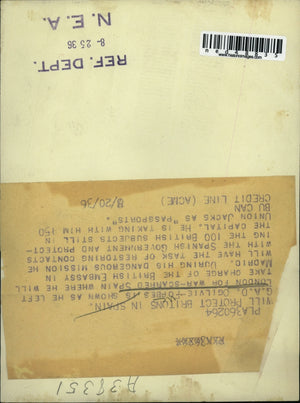 PLA360264
WILL PROTECT BRITONS IN SPAIN.
G.A.D. OGILVIE-FORBES IS SHOWN AS HE LEFT
LONDON FOR WAR-SCARRED SPAIN WHERE HE WILL
TAKE CHARGE OF THE BRITISH EMBASSY IN
MADRID. DURING HIS DANGEROUS MISSION HE
WILL HAVE THE TASK OF RESTORING CONTACTS
WITH THE SPANISH GOVERNMENT AND PROTECT-
ING THE 100 BRITISH SUBJECTS STILL IN
THE CAPITAL. HE IS TAKING WITH HIM 150
UNION JACKS AS "PASSPORTS".
BU CAN
CREDIT LINE (ACME) 8/20/36
REF. DEPT.
8-25 36
N. E. A.